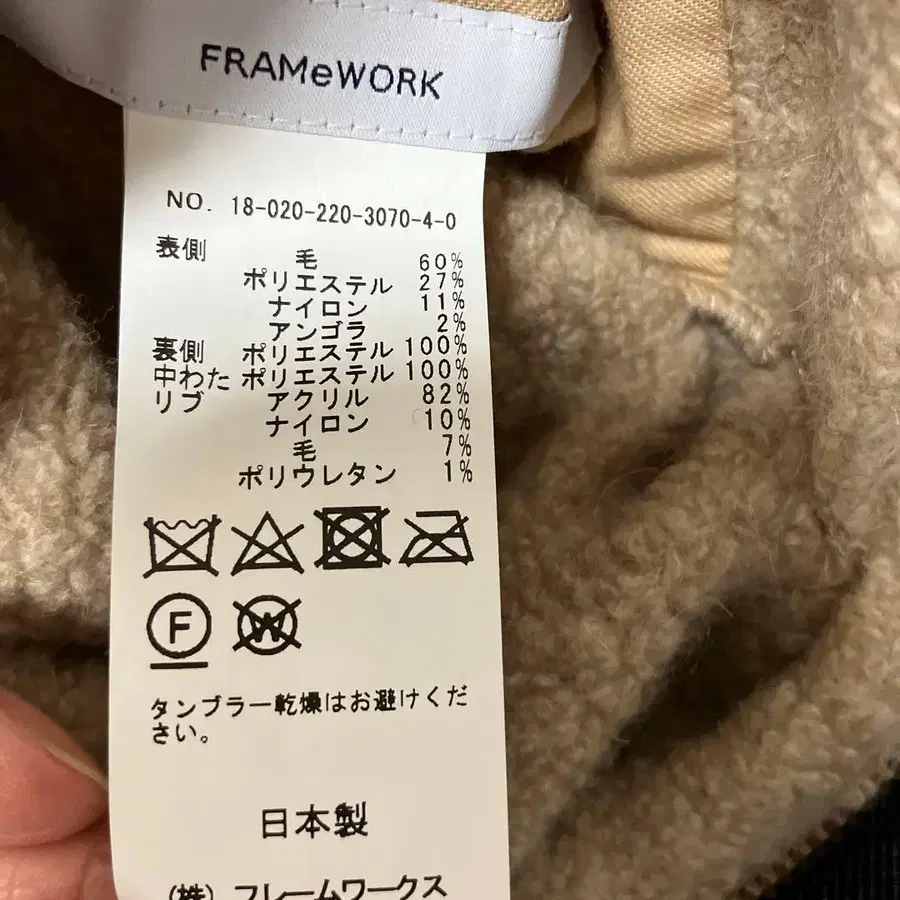 FRAMeWORK
NO. 18-020-220-3070-4-0
表側 毛 60%
ポリエステル 27%
ナイロン 11%
アンゴラ 2%
裏側 ポリエステル 100%
中わた ポリエステル 100%
リブ アクリル 82%
ナイロン 10%
毛 7%
ポリウレタン 1%
F W
タンブラー乾燥はお避けくだ
さい。
日本製
(株)フレームワークス